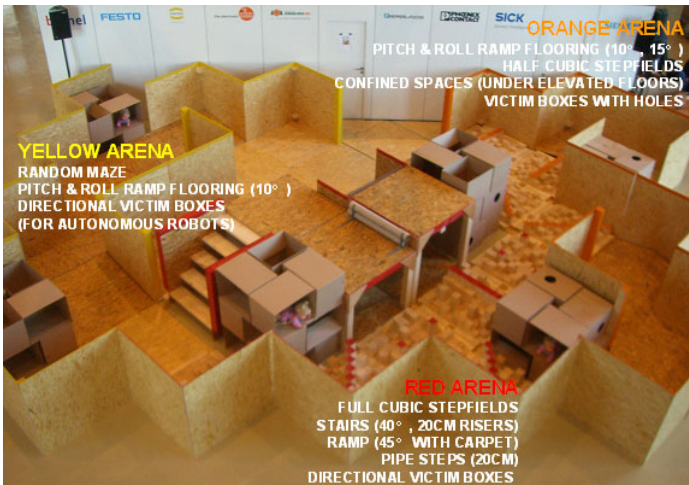 FESTO
PHŒNIX
CONTACT
SICK
ORANGE ARENA
PITCH & ROLL RAMP FLOORING (10° , 15° )
HALF CUBIC STEPFIELDS
CONFINED SPACES (UNDER ELEVATED FLOORS)
VICTIM BOXES WITH HOLES
YELLOW ARENA
RANDOM MAZE
PITCH & ROLL RAMP FLOORING (10° )
DIRECTIONAL VICTIM BOXES
(FOR AUTONOMOUS ROBOTS)
RED ARENA
FULL CUBIC STEPFIELDS
STAIRS (40° , 20CM RISERS)
RAMP (45° WITH CARPET)
PIPE STEPS (20CM)
DIRECTIONAL VICTIM BOXES